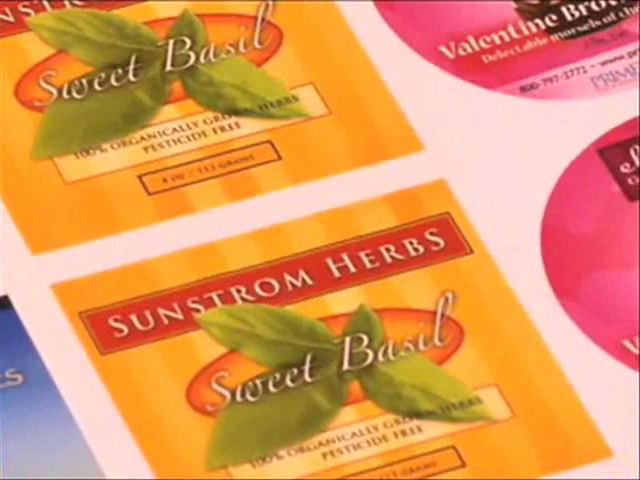 Sweet Basil
100% ORGANICALLY GROWN HERBS
PESTICIDE FREE
4 oz / 113 grams
Valentine
Delectable morsels of
800-797-2772 • www.
SUNSTROM HERBS
Sweet Basil
100% ORGANICALLY GROWN HERBS
PESTICIDE FREE